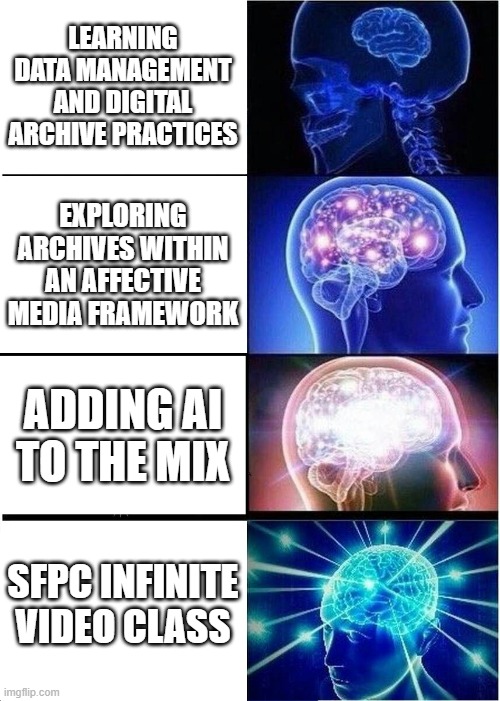 LEARNING
DATA MANAGEMENT
AND DIGITAL
ARCHIVE PRACTICES
EXPLORING
ARCHIVES WITHIN
AN AFFECTIVE
MEDIA FRAMEWORK
ADDING AI
TO THE MIX
SFPC INFINITE
VIDEO CLASS
imgflip.com